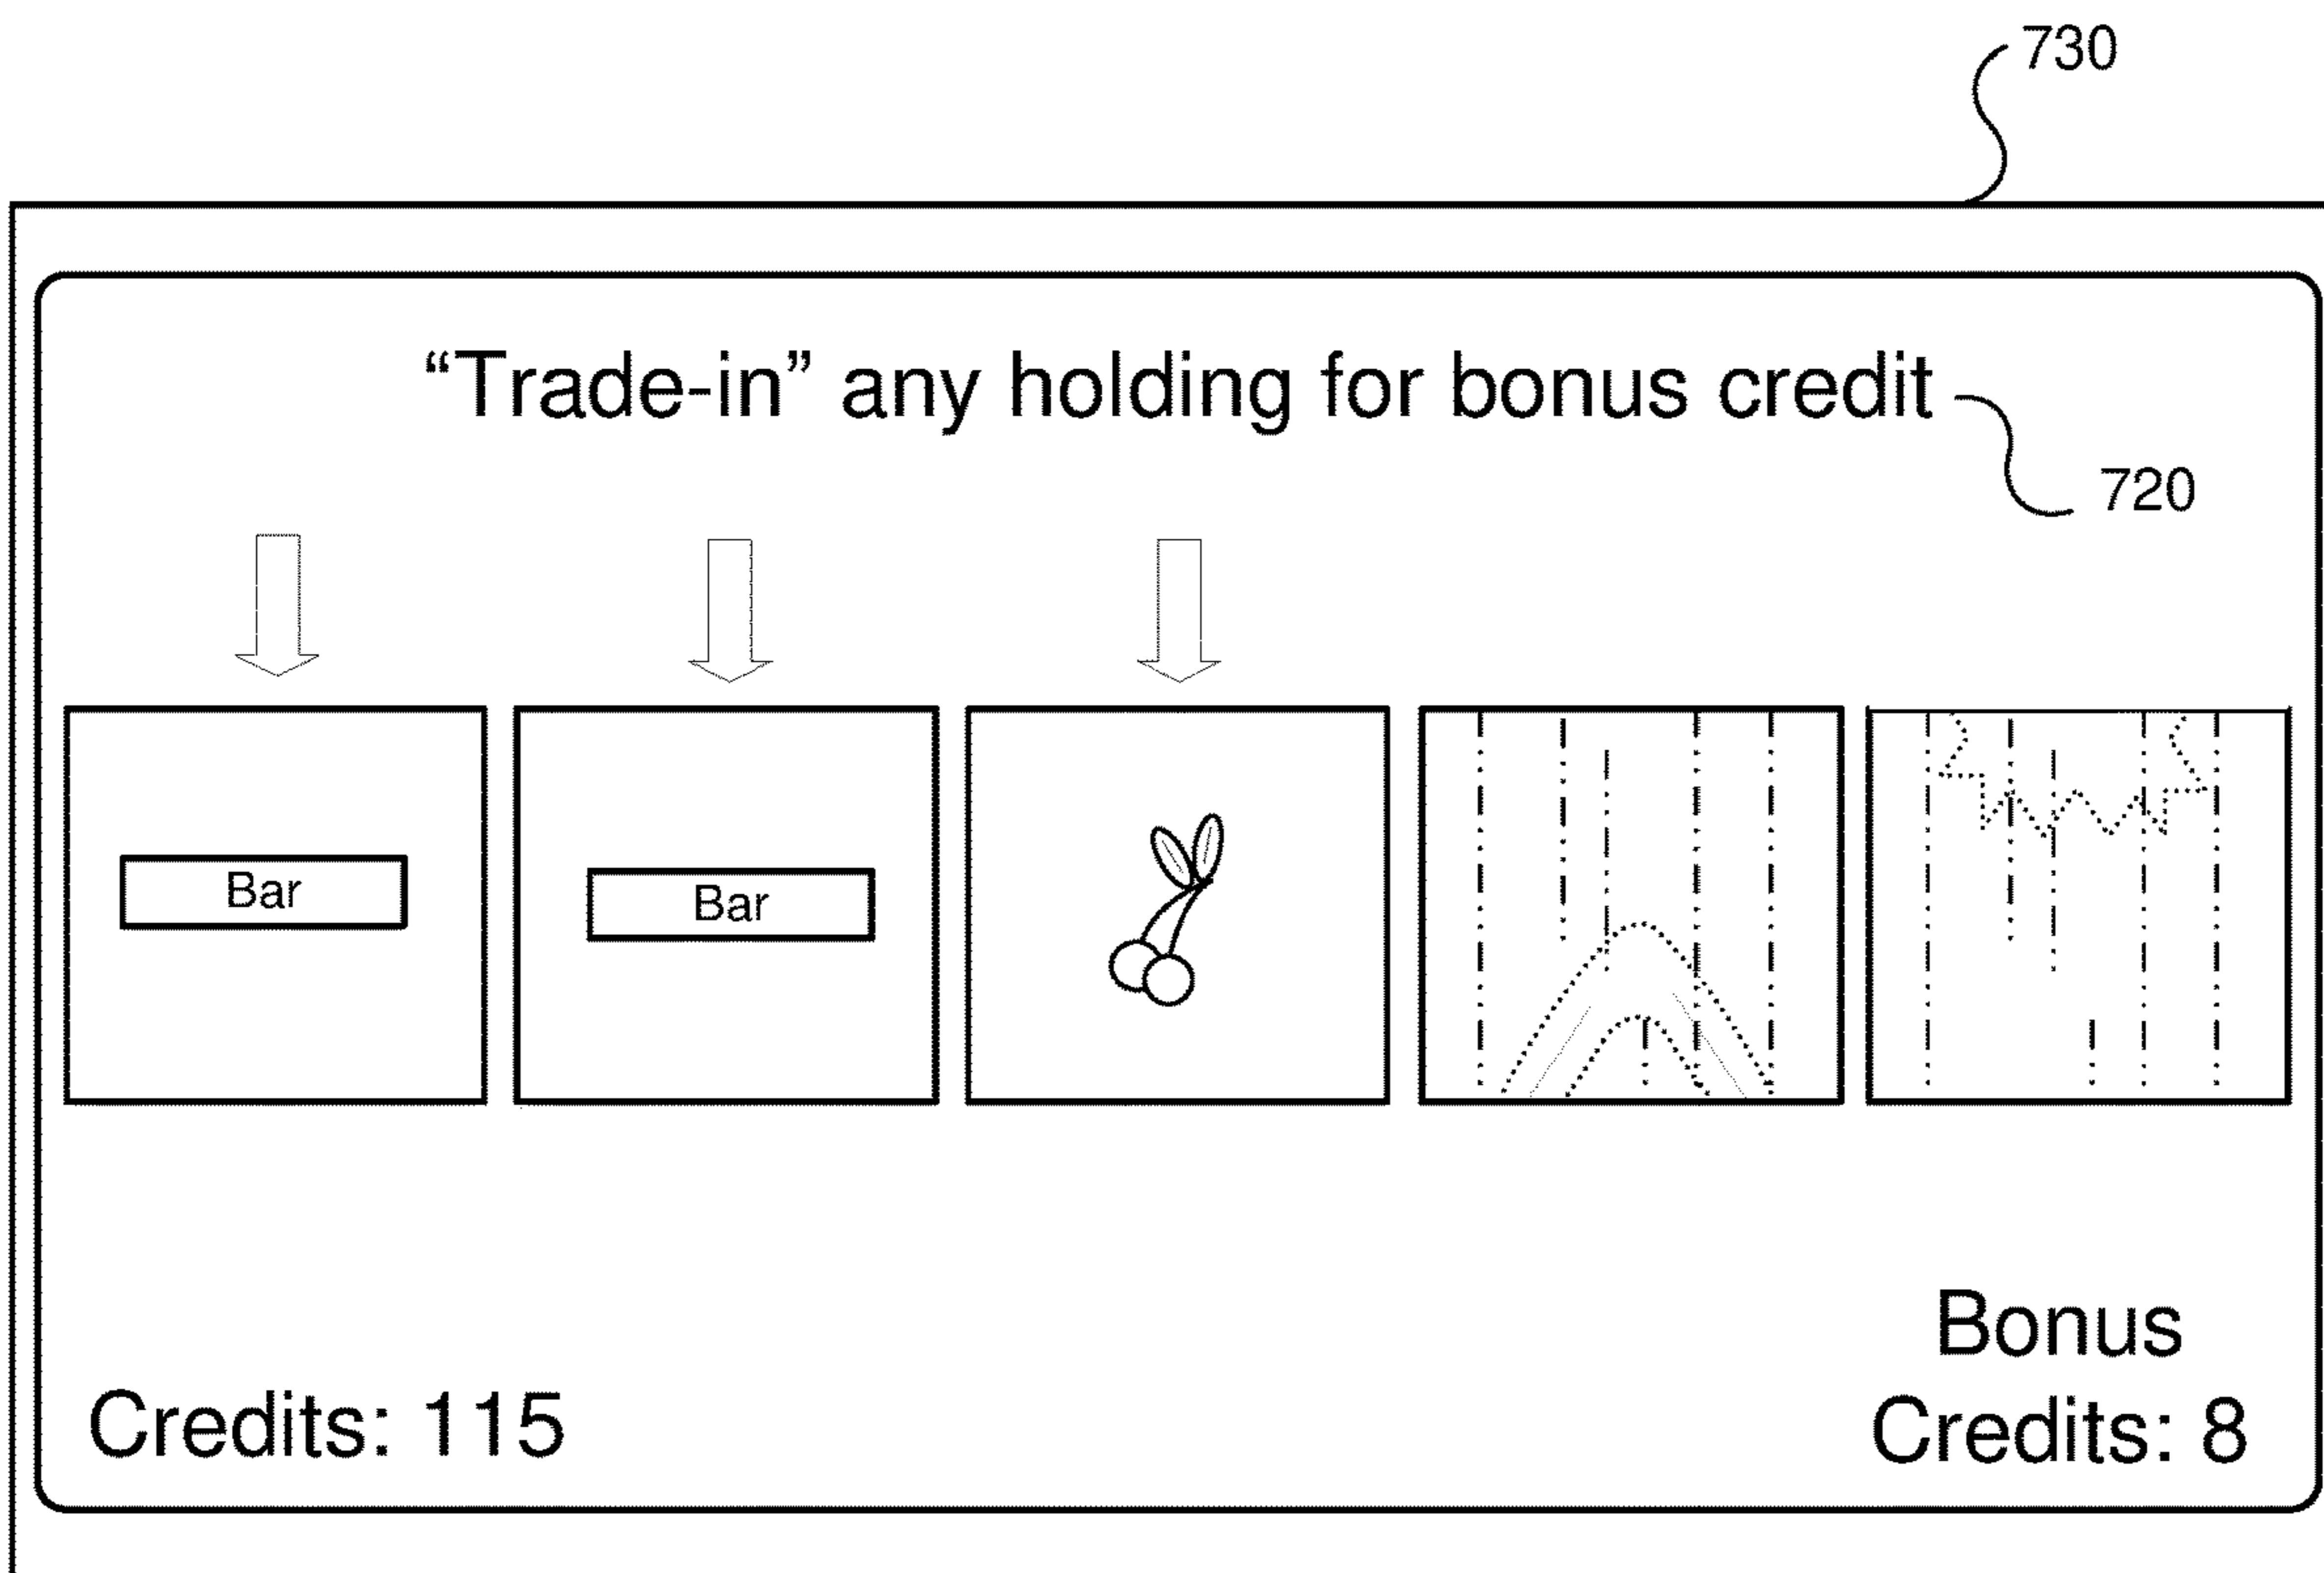 730
“Trade-in” any holding for bonus credit
720
Bar
Bar
Bonus
Credits: 115
Credits: 8